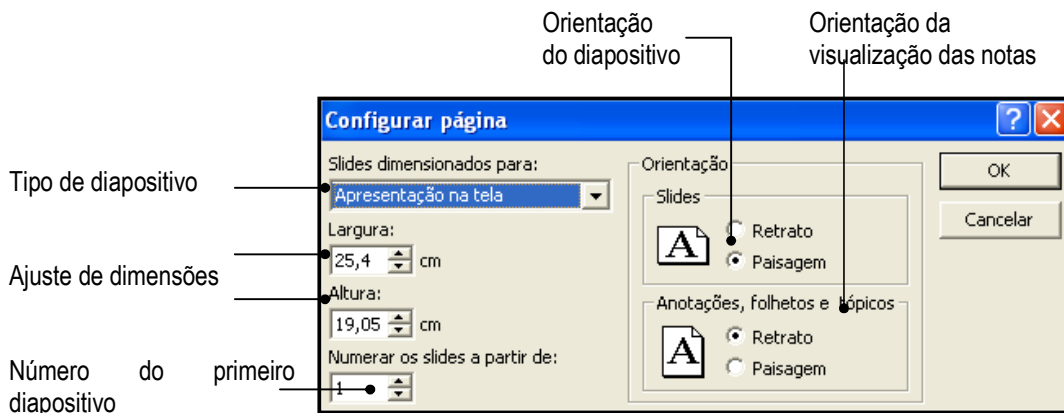 Orientação
do diapositivo
Orientação da
visualização das notas
Configurar página
Tipo de diapositivo
Slides dimensionados para:
Apresentação na tela
Ajuste de dimensões
Largura:
25,4 cm
Altura:
19,05 cm
Número do primeiro
diapositivo
Numerar os slides a partir de:
1
Orientação
Slides
A
Retrato
Paisagem
Anotações, folhetos e tópicos
A
Retrato
Paisagem
?
OK
Cancelar